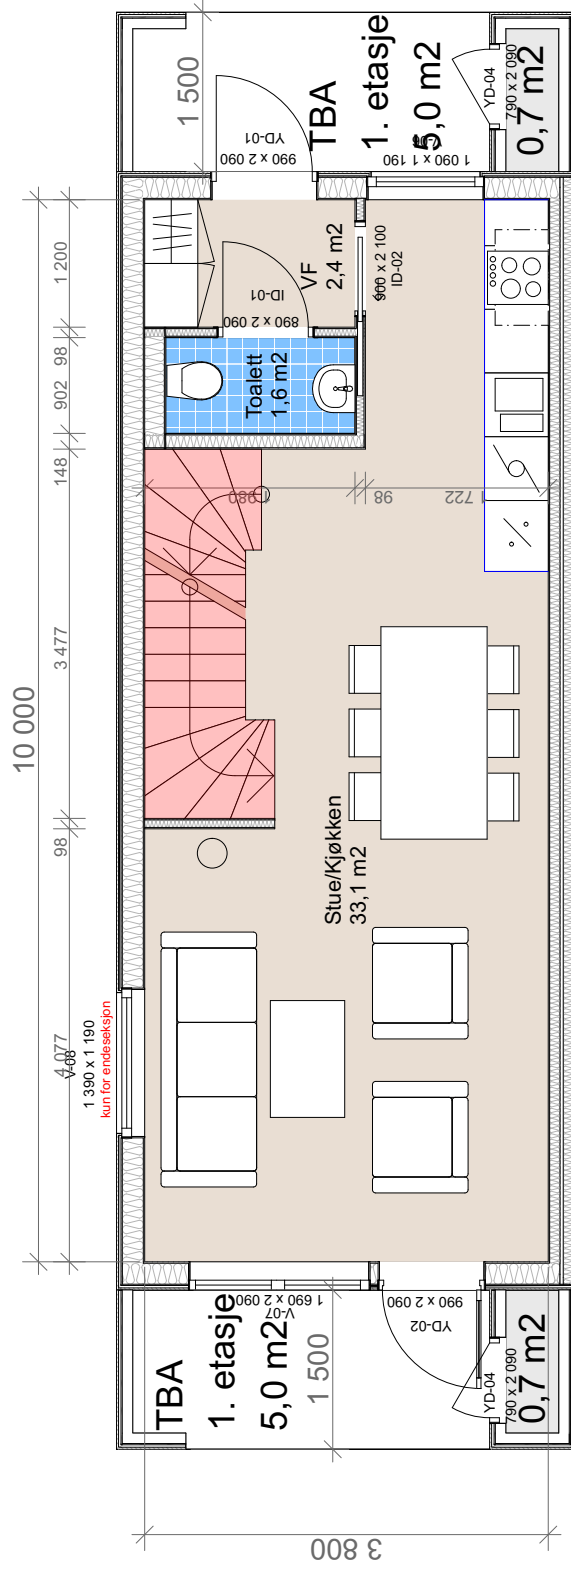 1 500
TBA
1. etasje
5,0 m2
YD-04
790 x 2 090
0,7 m2
YD-01
990 x 2 090
1 090 x 1 190
1 200
98
902
148
3 477
98
4 077
10 000
VF
2,4 m2
ID-01
890 x 2 090
900 x 2 100
ID-02
Toalett
1,6 m2
1 980
98
1 722
Stue/Kjøkken
33,1 m2
V-08
1 390 x 1 190
kun for endeseksjon
V-07
1 690 x 2 090
YD-02
990 x 2 090
TBA
1. etasje
5,0 m2
1 500
YD-04
790 x 2 090
0,7 m2
3 800